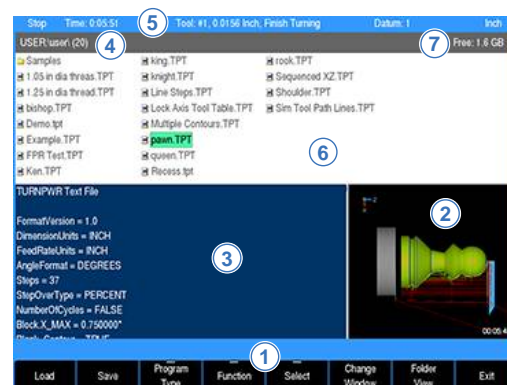 Stop Time: 0:05:51 5 Tool: #1, 0.0156 Inch, Finish Turning Datum: 1 Inch
USER:\user\ (20) 4 7 Free: 1.6 GB
Samples king.TPT rook.TPT
1.05 in dia threas.TPT knight.TPT Sequenced XZ.TPT
1.25 in dia thread.TPT Line Steps.TPT Shoulder.TPT
bishop.TPT Lock Axis Tool Table.TPT Sim Tool Path Lines.TPT
Demo.tpt Multiple Contours.TPT
Example.TPT pawn.TPT 6
FPR Test.TPT queen.TPT
Ken.TPT Recess.tpt
TURNPWR Text File
FormatVersion = 1.0 2
DimensionUnits = INCH
FeedRateUnits = INCH 3
AngleFormat = DEGREES
Steps = 37
StepOverType = PERCENT
NumberOfCycles = FALSE
Block.X_MAX = 0.750000"
00:05:4
1
Load Save Program Type Function Select Change Window Folder View Exit